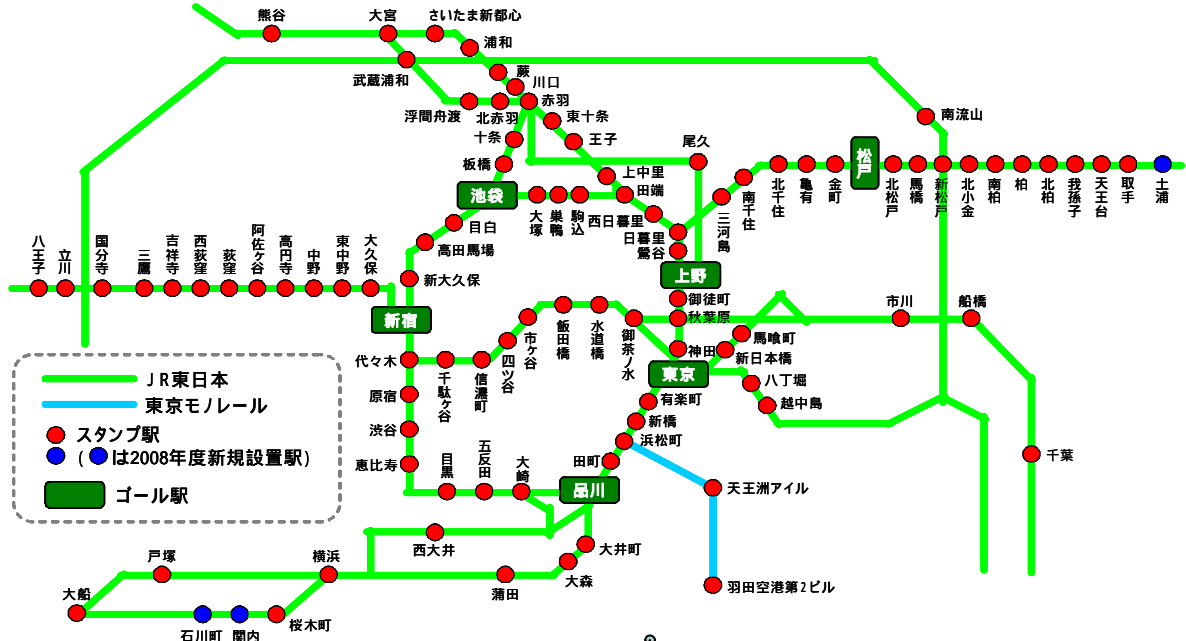 熊谷
大宮
さいたま新都心
浦和
武蔵浦和
蕨
川口
浮間舟渡
北赤羽
赤羽
東十条
十条
王子
板橋
尾久
南流山
上中里
池袋
田端
大塚
巣鴨
駒込
西日暮里
日暮里
鶯谷
三河島
南千住
北千住
亀有
金町
松戸
北松戸
馬橋
新松戸
北小金
南柏
柏
北柏
我孫子
天王台
取手
土浦
目白
高田馬場
新大久保
上野
八王子
立川
国分寺
三鷹
吉祥寺
西荻窪
荻窪
阿佐ヶ谷
高円寺
中野
東中野
大久保
新宿
御徒町
秋葉原
神田
市川
船橋
市ヶ谷
飯田橋
水道橋
御茶ノ水
四ツ谷
信濃町
千駄ヶ谷
代々木
東京
馬喰町
新日本橋
八丁堀
越中島
原宿
渋谷
恵比寿
有楽町
新橋
浜松町
田町
目黒
五反田
大崎
品川
千葉
天王洲アイル
羽田空港第2ビル
西大井
大井町
大森
蒲田
横浜
戸塚
大船
石川町
関内
桜木町
JR東日本
東京モノレール
スタンプ駅
(●は2008年度新規設置駅)
ゴール駅